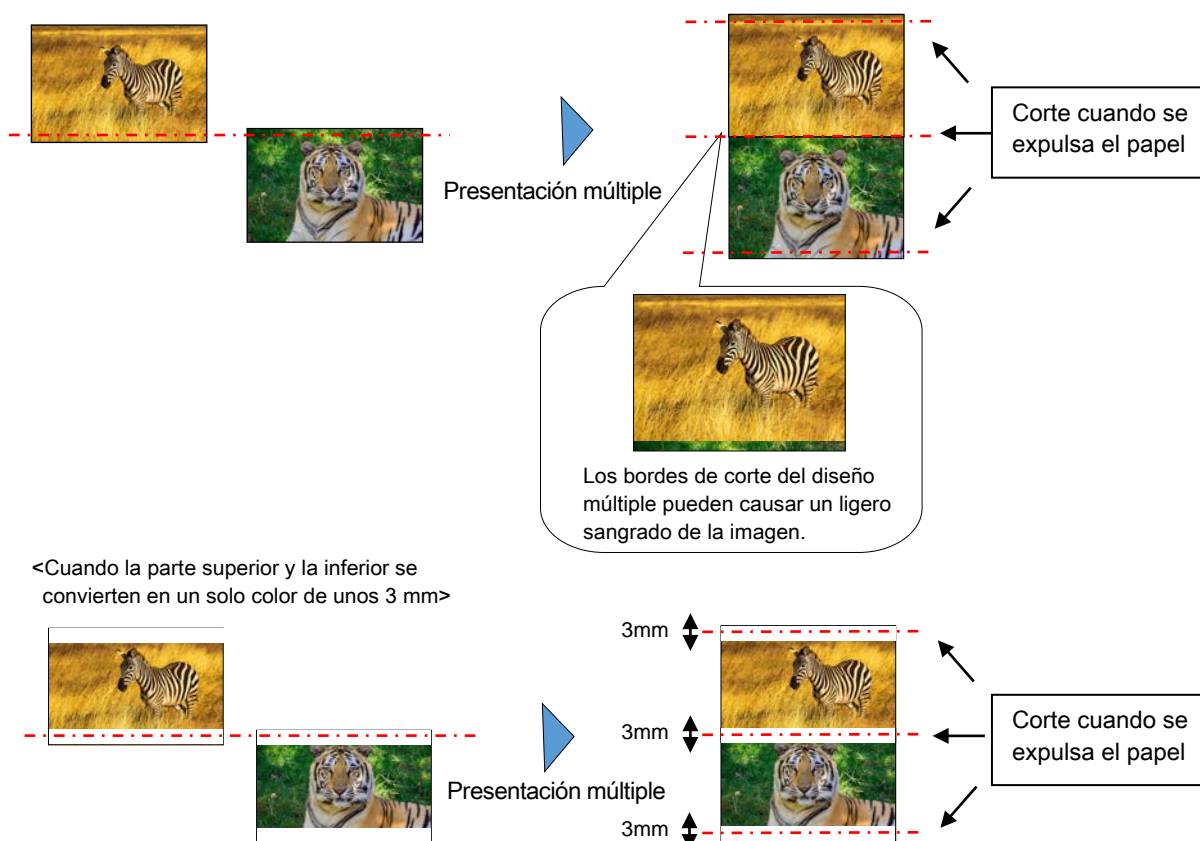 Presentación múltiple
Corte cuando se
expulsa el papel
Los bordes de corte del diseño
múltiple pueden causar un ligero
sangrado de la imagen.
<Cuando la parte superior y la inferior se
convierten en un solo color de unos 3 mm>
Presentación múltiple
3mm
3mm
3mm
Corte cuando se
expulsa el papel